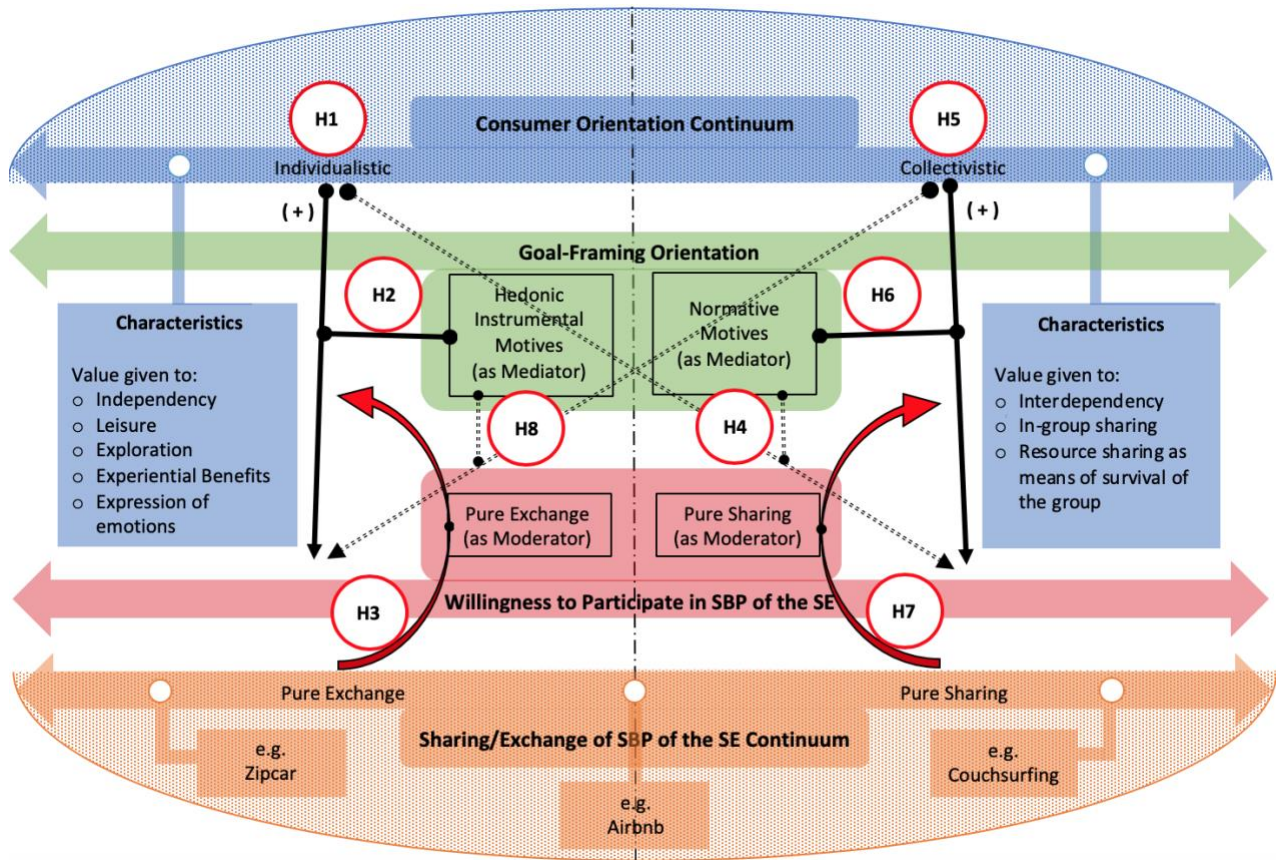 H1
H5
Consumer Orientation Continuum
Individualistic
Collectivistic
(+)
(+)
Goal-Framing Orientation
H2
H6
Hedonic
Instrumental
Motives
(as Mediator)
Normative
Motives
(as Mediator)
Characteristics
Value given to:
o Independency
o Leisure
o Exploration
o Experiential Benefits
o Expression of
emotions
Characteristics
Value given to:
o Interdependency
o In-group sharing
o Resource sharing as
means of survival of
the group
H8
H4
Pure Exchange
(as Moderator)
Pure Sharing
(as Moderator)
H3
Willingness to Participate in SBP of the SE
H7
Pure Exchange
Pure Sharing
Sharing/Exchange of SBP of the SE Continuum
e.g.
Zipcar
e.g.
Airbnb
e.g.
Couchsurfing